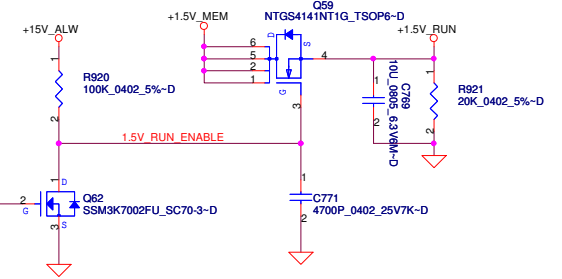 Q59
NTGS4141NT1G_TSOP6~D
+15V_ALW
+1.5V_MEM
+1.5V_RUN
D
S
G
6
5
2
1
4
3
1
R920
100K_0402_5%~D
2
1
C769
10U_0805_6.3V6M~D
2
1
R921
20K_0402_5%~D
2
1.5V_RUN_ENABLE
1
D
2
G
Q62
SSM3K7002FU_SC70-3~D
S
3
1
C771
4700P_0402_25V7K~D
2